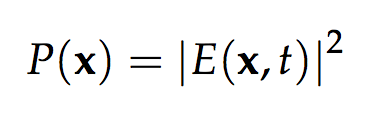 P(x) = |E(x, t)|²